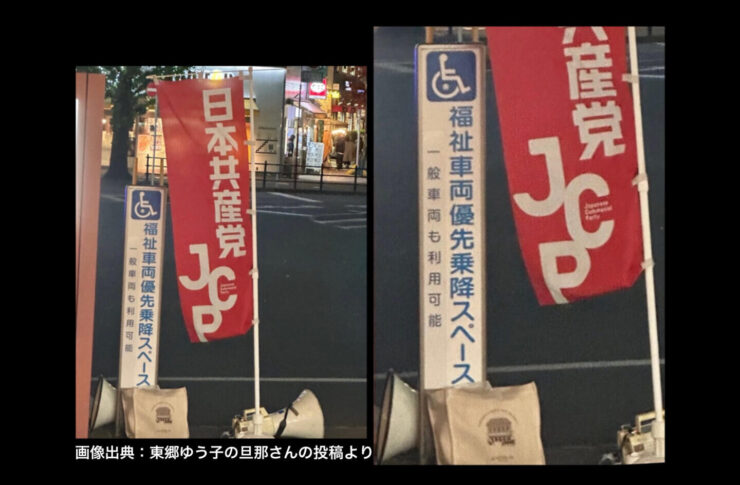 日本共産党
JCP
Japanese
Communist
Party
福祉車両優先乗降スペース
一般車両も利用可能
産党
JCP
Japanese
Communist
Party
福祉車両優先乗降スペース
一般車両も利用可能
画像出典：東郷ゆう子の旦那さんの投稿より